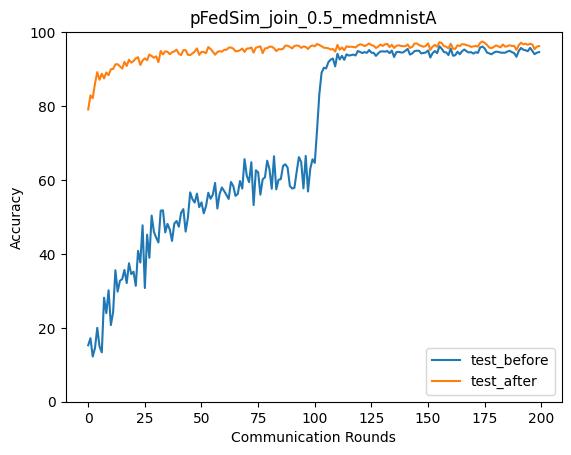 pFedSim_join_0.5_medmnistA
100
80
60
40
20
0
Accuracy
0 25 50 75 100 125 150 175 200
Communication Rounds
test_before
test_after